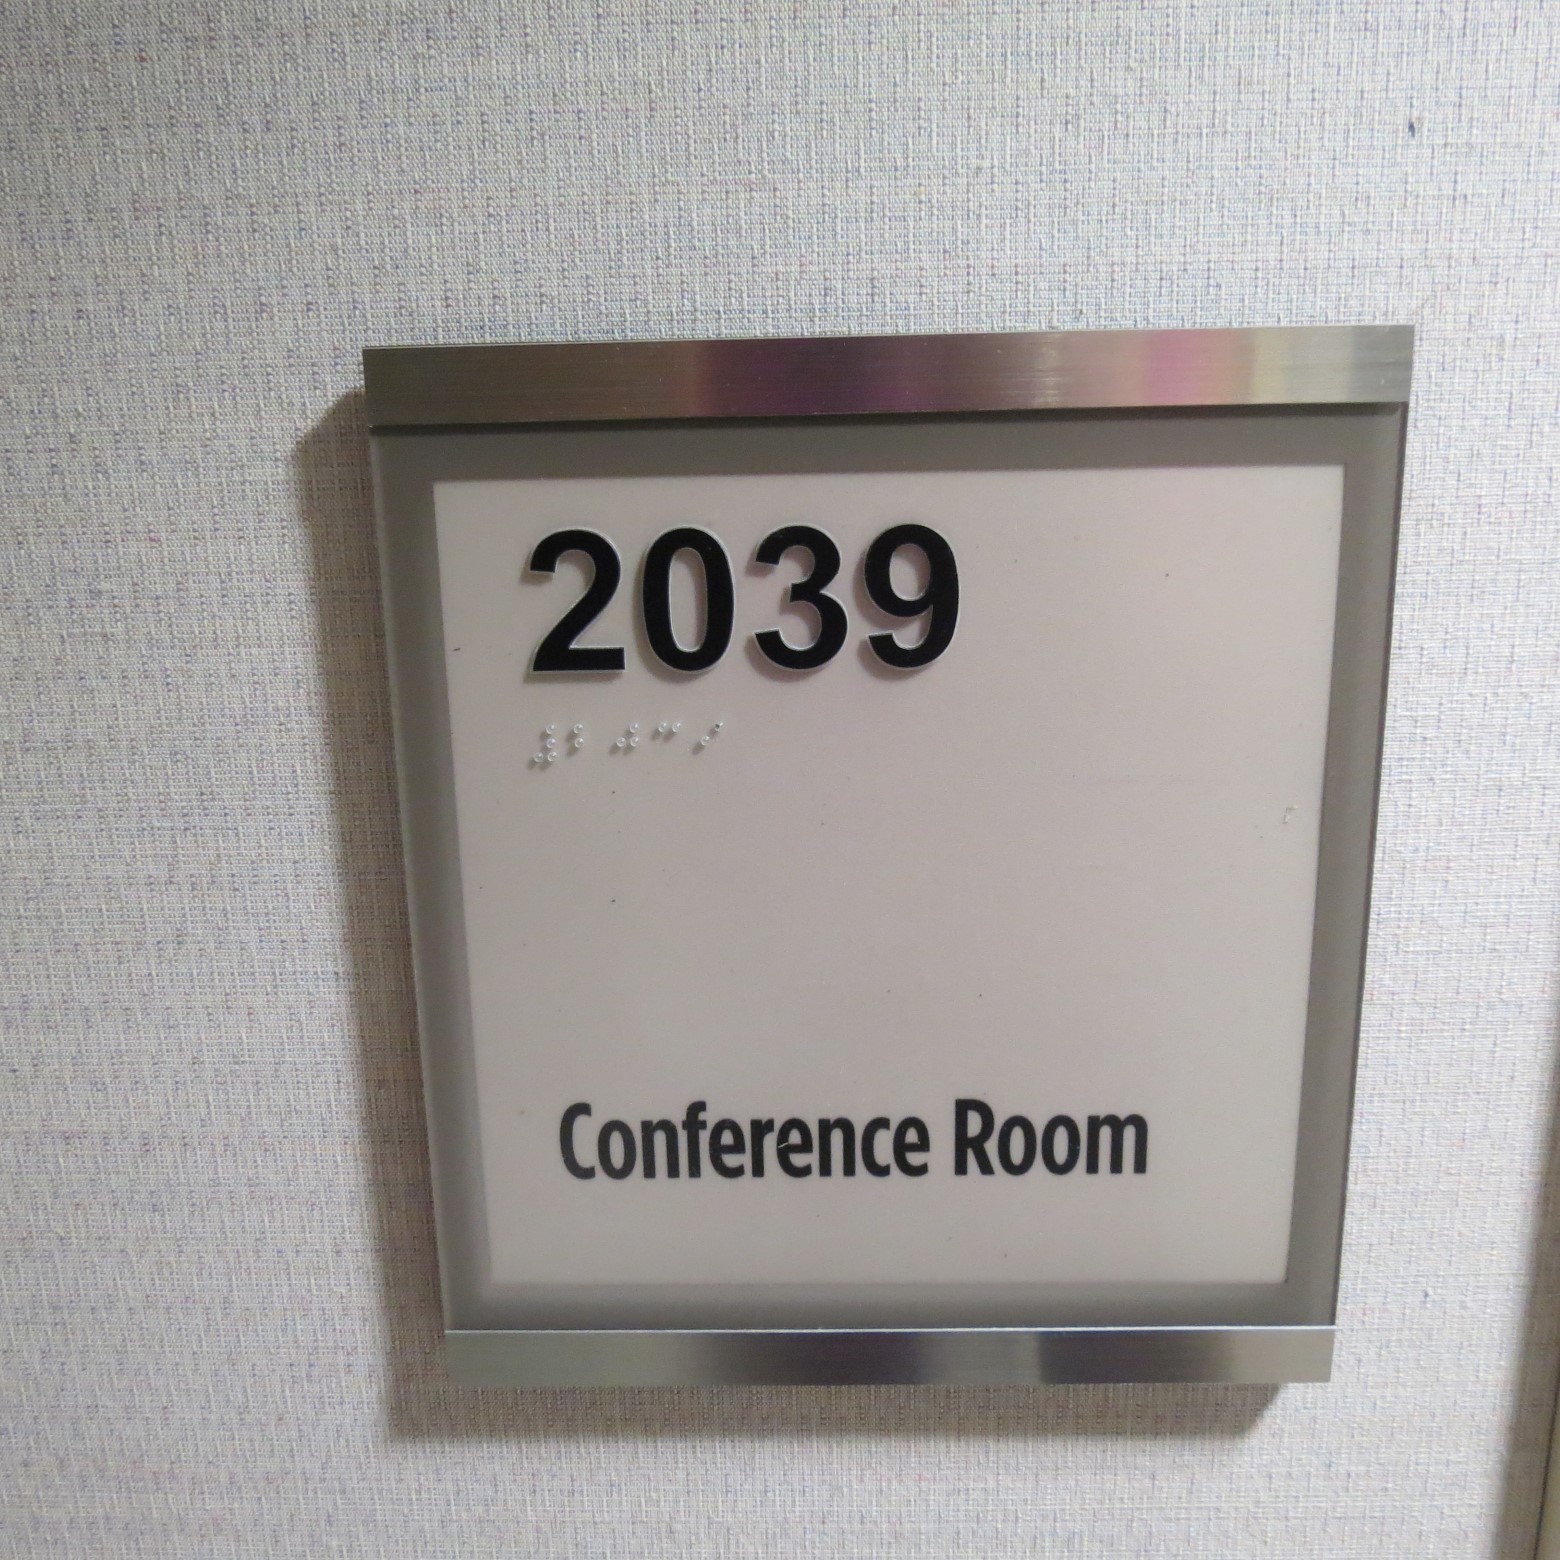 2039
⠼⠃⠚⠉⠊
Conference Room